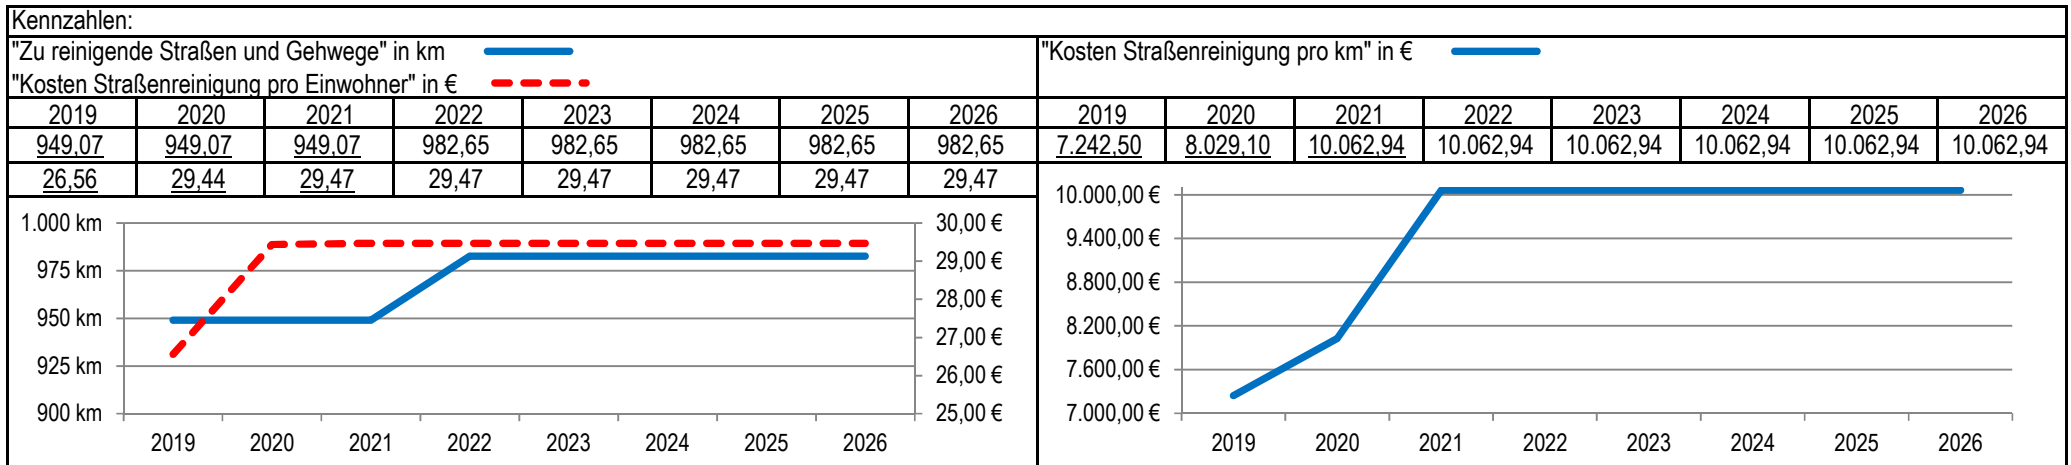 Kennzahlen:
"Zu reinigende Straßen und Gehwege" in km
"Kosten Straßenreinigung pro Einwohner" in €
2019 2020 2021 2022 2023 2024 2025 2026
949,07 949,07 949,07 982,65 982,65 982,65 982,65 982,65
26,56 29,44 29,47 29,47 29,47 29,47 29,47 29,47
1.000 km
975 km
950 km
925 km
900 km
30,00 €
29,00 €
28,00 €
27,00 €
26,00 €
25,00 €
2019 2020 2021 2022 2023 2024 2025 2026
"Kosten Straßenreinigung pro km" in €
2019 2020 2021 2022 2023 2024 2025 2026
7.242,50 8.029,10 10.062,94 10.062,94 10.062,94 10.062,94 10.062,94 10.062,94
10.000,00 €
9.400,00 €
8.800,00 €
8.200,00 €
7.600,00 €
7.000,00 €
2019 2020 2021 2022 2023 2024 2025 2026